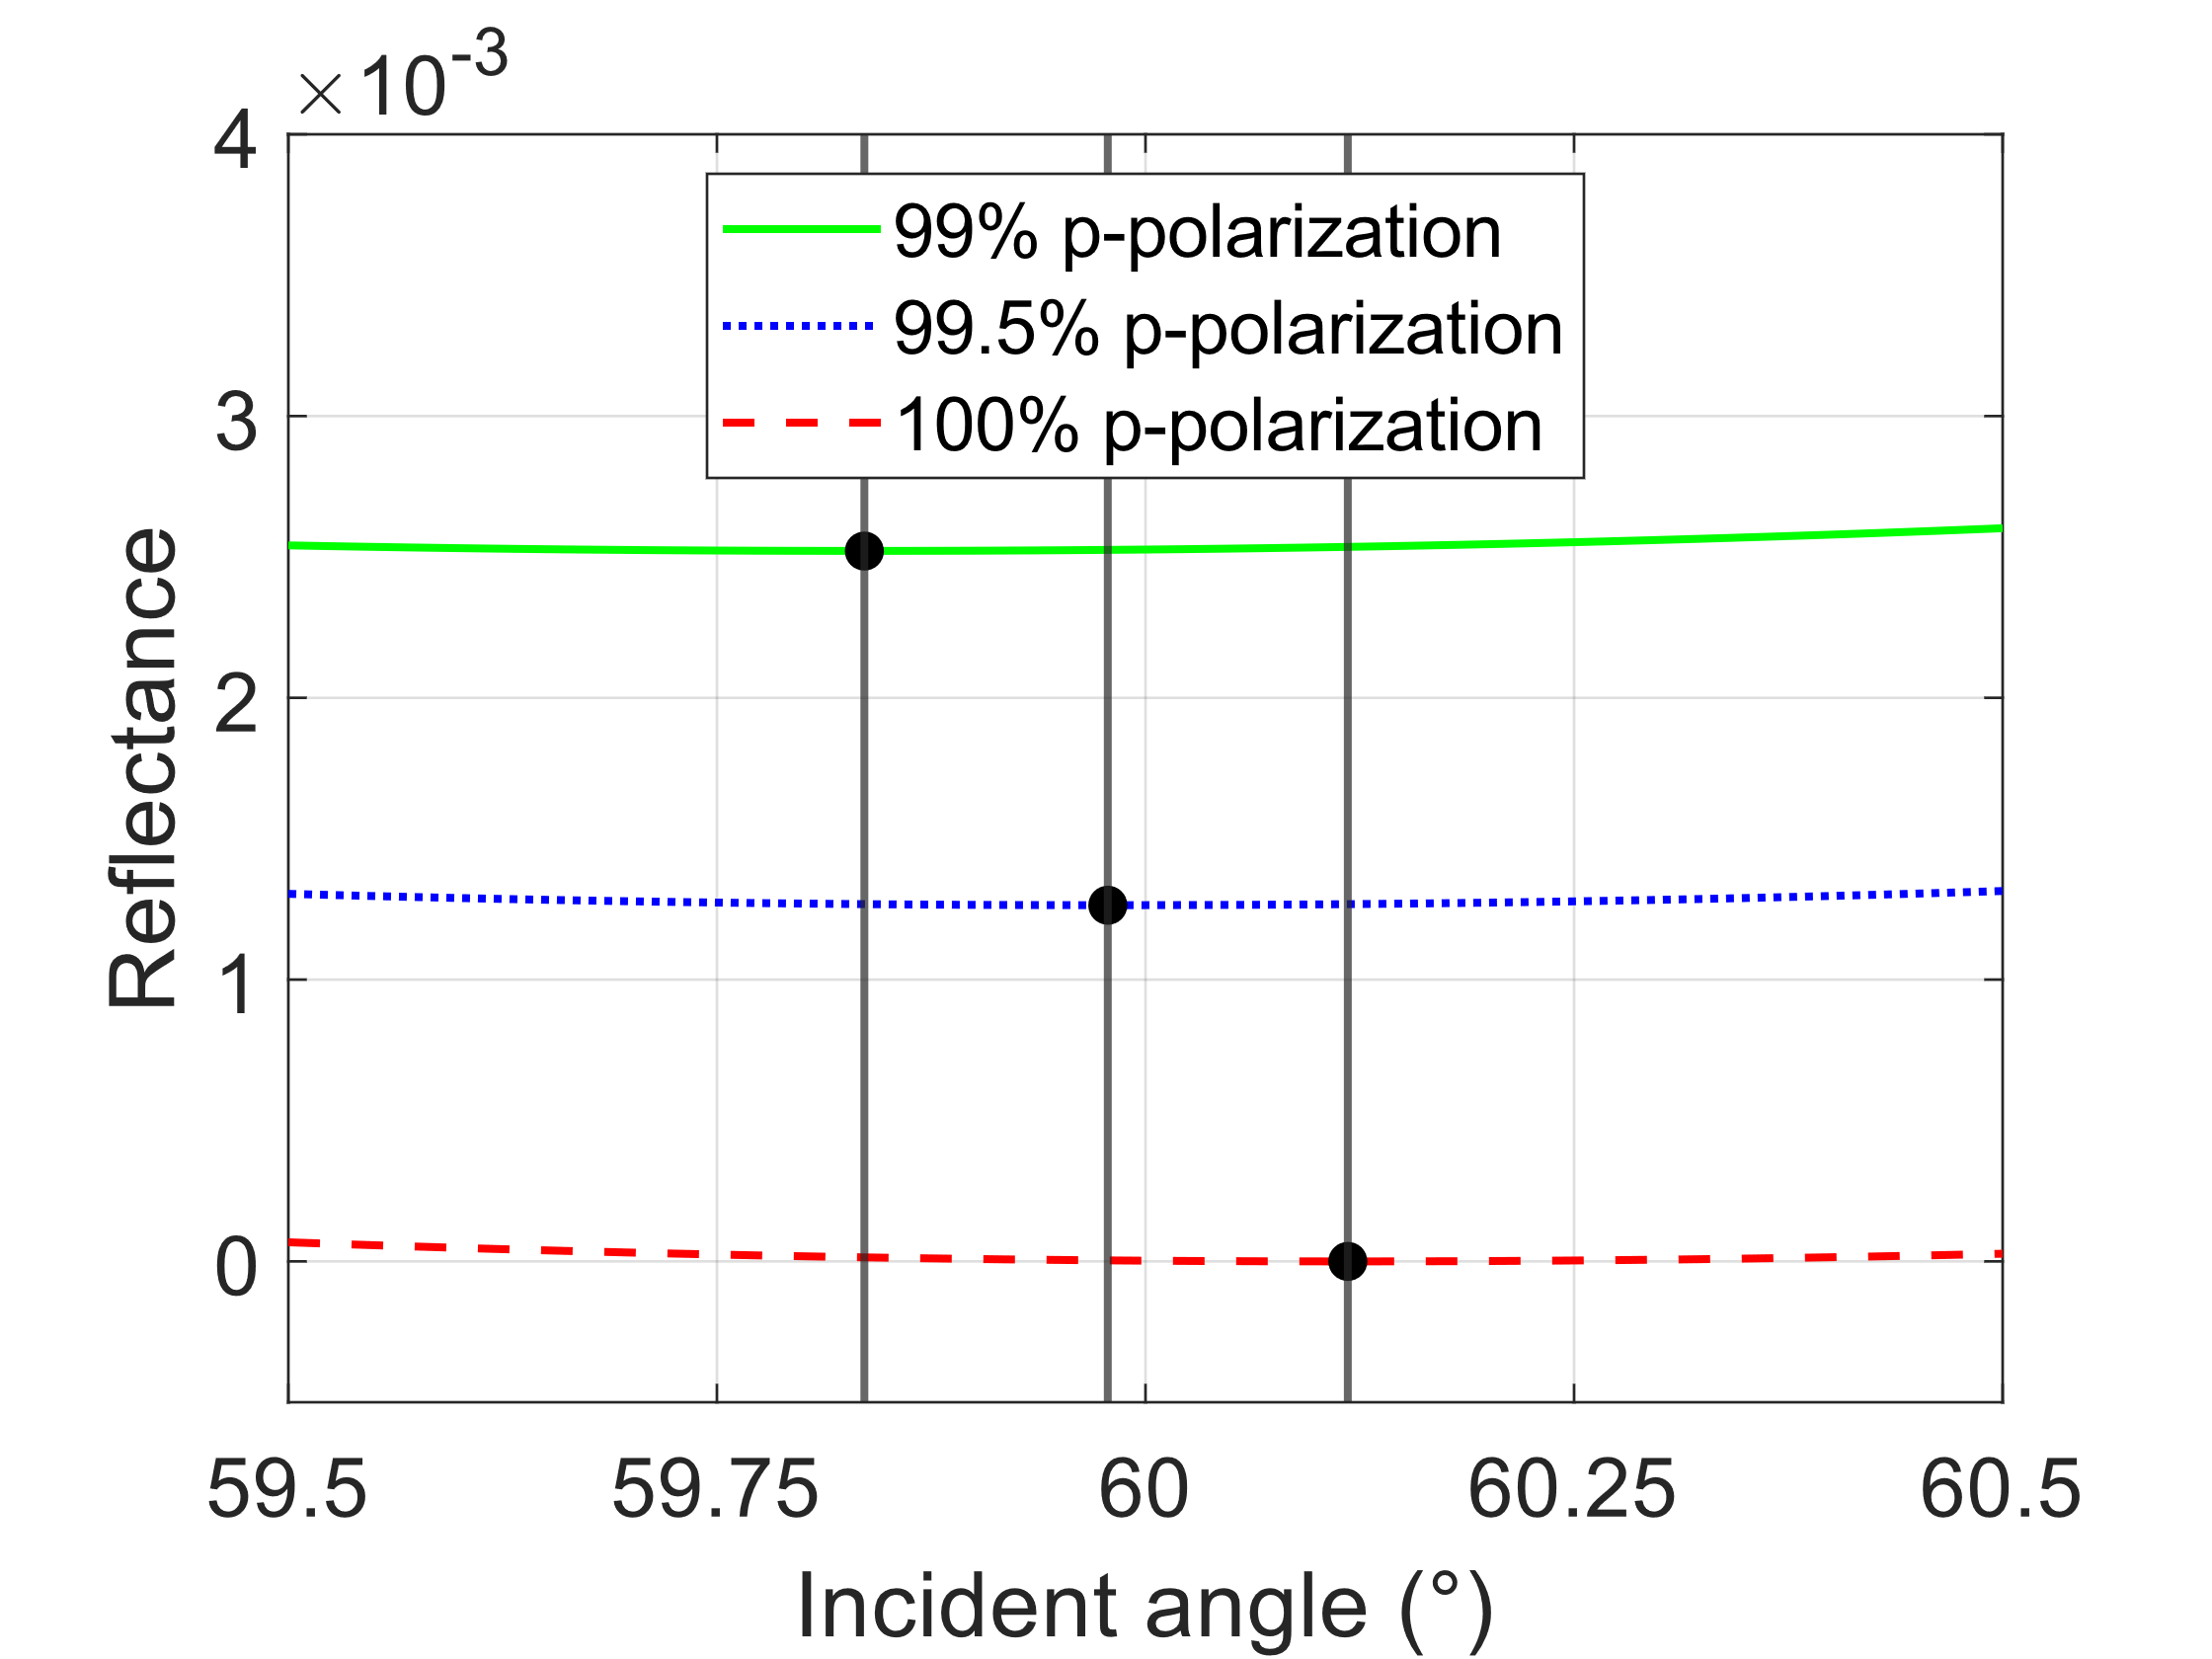 ×10-3
4
99% p-polarization
99.5% p-polarization
100% p-polarization
3
2
1
0
Reflectance
59.5 59.75 60 60.25 60.5
Incident angle (°)